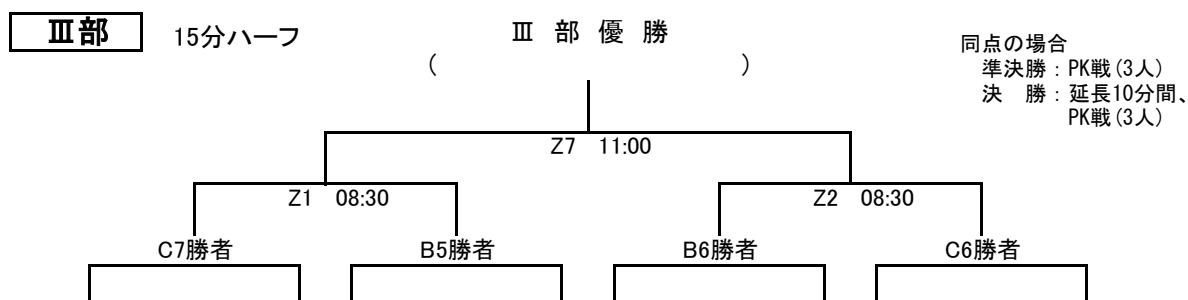 Ⅲ部
15分ハーフ
Ⅲ 部 優 勝
( )
同点の場合
準決勝：PK戦(3人)
決　勝：延長10分間、
PK戦(3人)
Z7 11:00
Z1 08:30
Z2 08:30
C7勝者
B5勝者
B6勝者
C6勝者